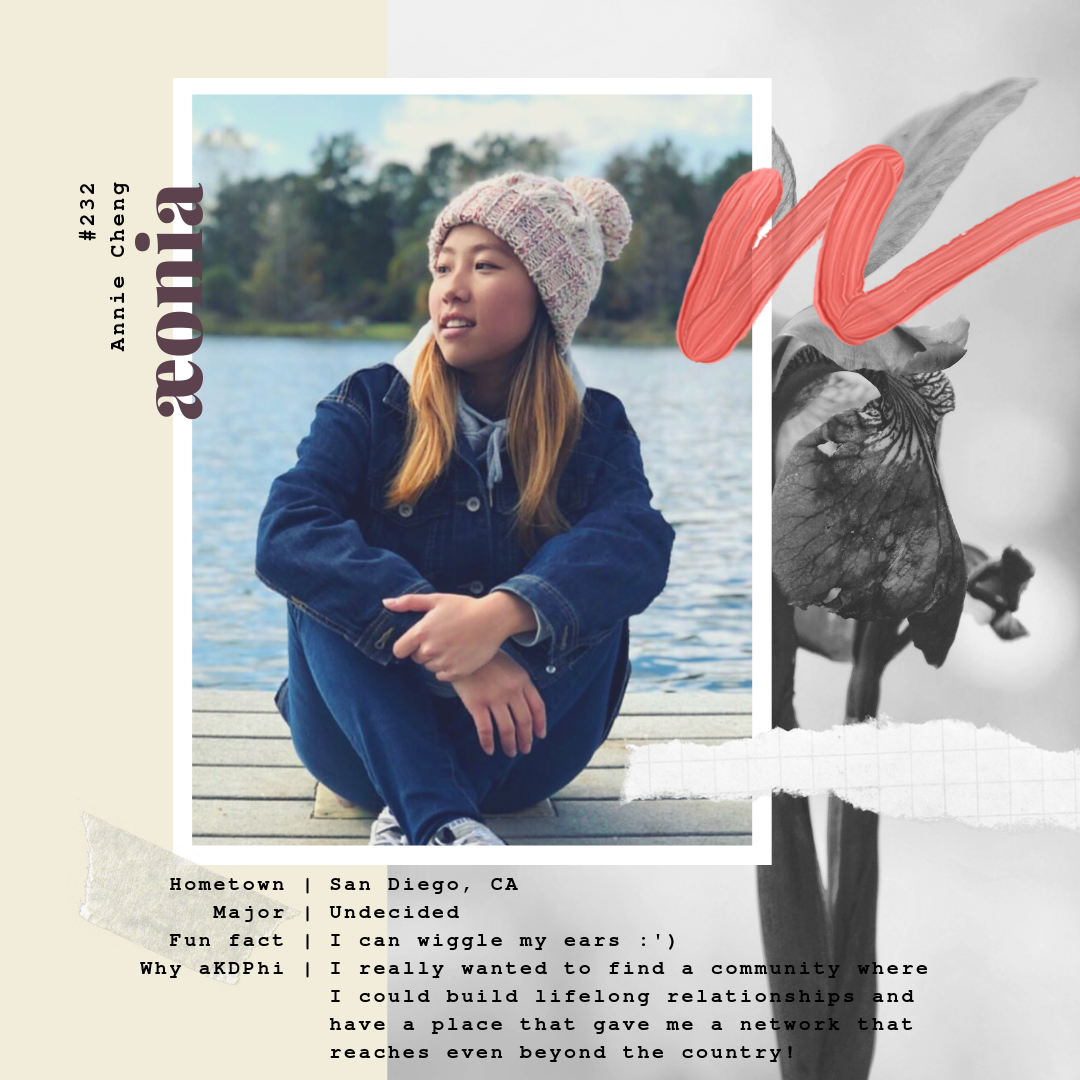 #232
Annie Cheng
æonia
Hometown | San Diego, CA
Major | Undecided
Fun fact | I can wiggle my ears :')
Why aKDPhi | I really wanted to find a community where
I could build lifelong relationships and
have a place that gave me a network that
reaches even beyond the country!